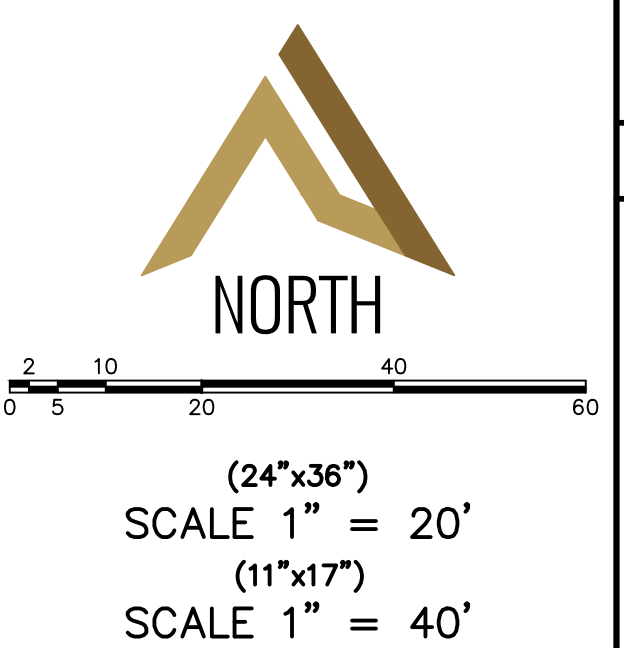 NORTH
2 10 40
0 5 20 60
(24"x36")
SCALE 1" = 20'
(11"x17")
SCALE 1" = 40'